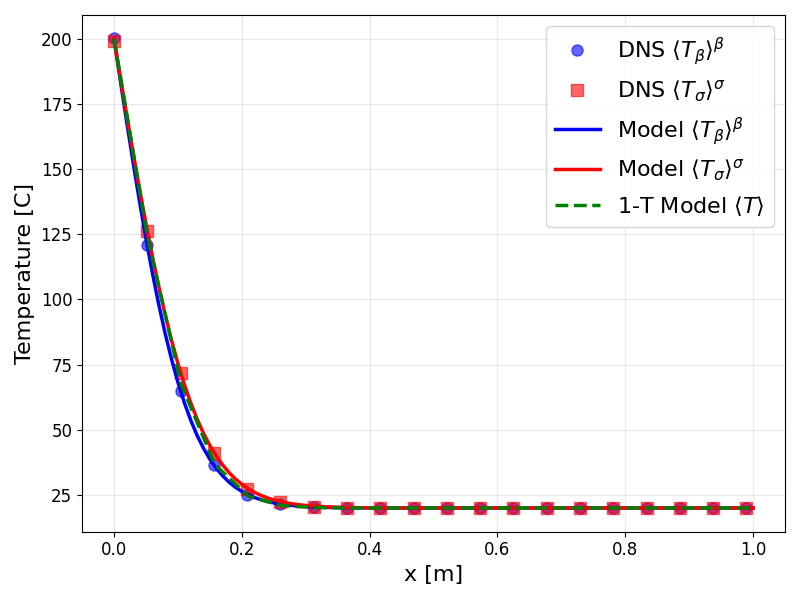 200
175
150
125
100
75
50
25
Temperature [C]
0.0
0.2
0.4
0.6
0.8
1.0
x [m]
DNS ⟨T_β⟩^β
DNS ⟨T_σ⟩^σ
Model ⟨T_β⟩^β
Model ⟨T_σ⟩^σ
1-T Model ⟨T⟩